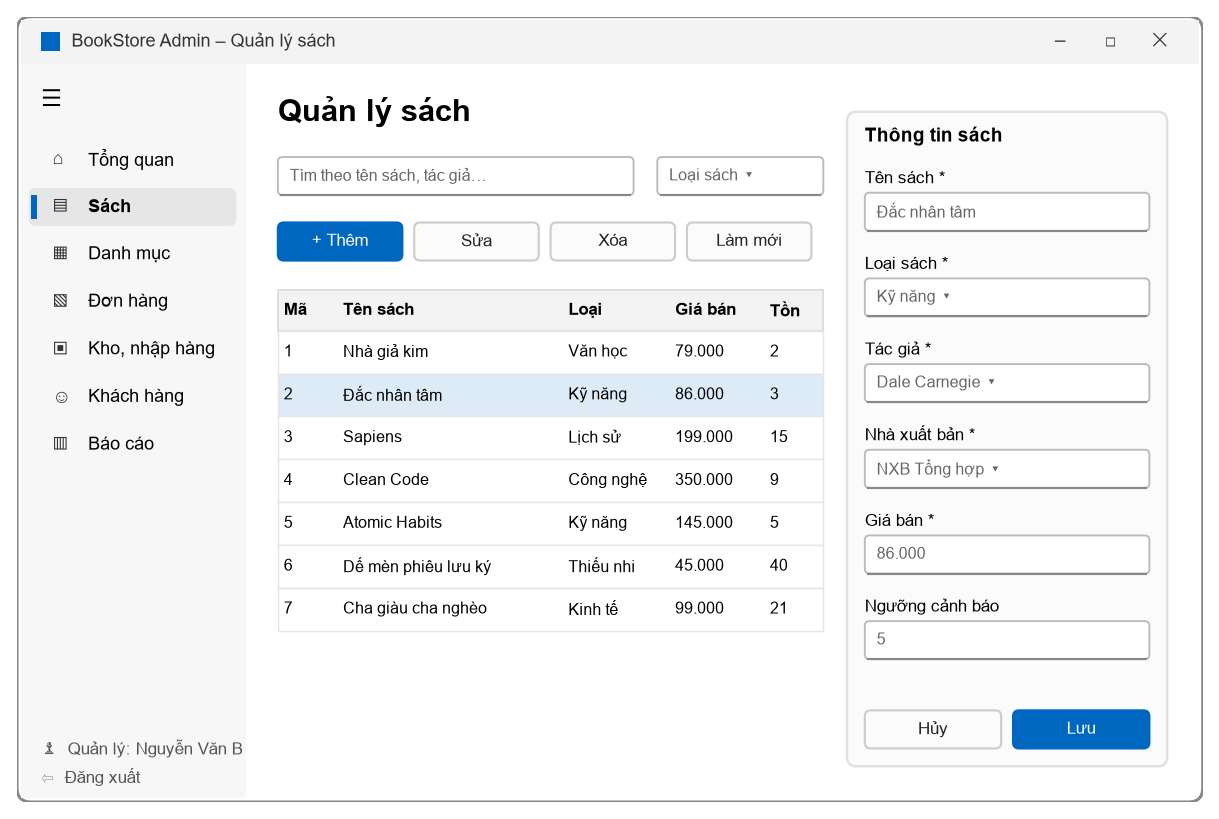 BookStore Admin – Quản lý sách
Tổng quan
Sách
Danh mục
Đơn hàng
Kho, nhập hàng
Khách hàng
Báo cáo
Quản lý: Nguyễn Văn B
Đăng xuất
Quản lý sách
Tìm theo tên sách, tác giả…
Loại sách ▾
+ Thêm
Sửa
Xóa
Làm mới
Mã Tên sách Loại Giá bán Tồn
1 Nhà giả kim Văn học 79.000 2
2 Đắc nhân tâm Kỹ năng 86.000 3
3 Sapiens Lịch sử 199.000 15
4 Clean Code Công nghệ 350.000 9
5 Atomic Habits Kỹ năng 145.000 5
6 Dế mèn phiêu lưu ký Thiếu nhi 45.000 40
7 Cha giàu cha nghèo Kinh tế 99.000 21
Thông tin sách
Tên sách *
Đắc nhân tâm
Loại sách *
Kỹ năng ▾
Tác giả *
Dale Carnegie ▾
Nhà xuất bản *
NXB Tổng hợp ▾
Giá bán *
86.000
Ngưỡng cảnh báo
5
Hủy
Lưu